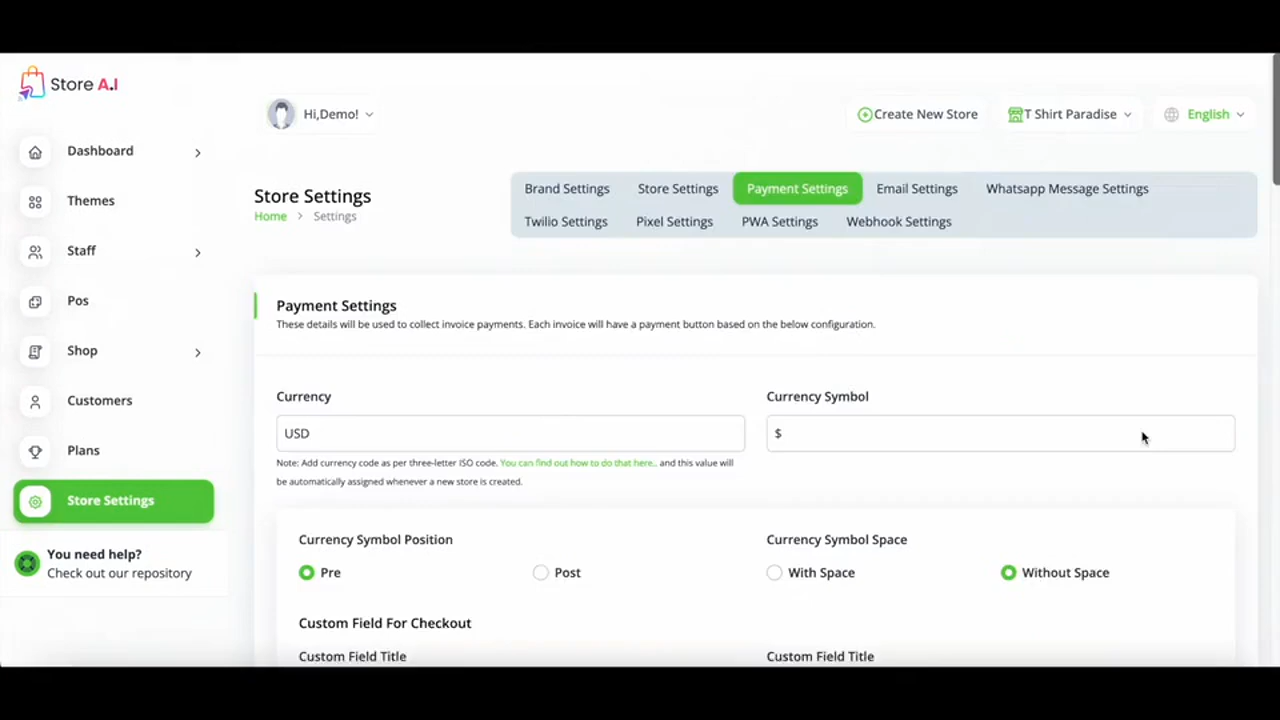 Store A.I
Hi,Demo!
Create New Store
T Shirt Paradise
English
Dashboard
Themes
Staff
Pos
Shop
Customers
Plans
Store Settings
You need help?
Check out our repository
Store Settings
Home > Settings
Brand Settings Store Settings Payment Settings Email Settings Whatsapp Message Settings
Twilio Settings Pixel Settings PWA Settings Webhook Settings
Payment Settings
These details will be used to collect invoice payments. Each invoice will have a payment button based on the below configuration.
Currency
USD
Note: Add currency code as per three-letter ISO code. You can find out how to do that here.. and this value will
be automatically assigned whenever a new store is created.
Currency Symbol
$
Currency Symbol Position
Pre Post
Currency Symbol Space
With Space Without Space
Custom Field For Checkout
Custom Field Title Custom Field Title